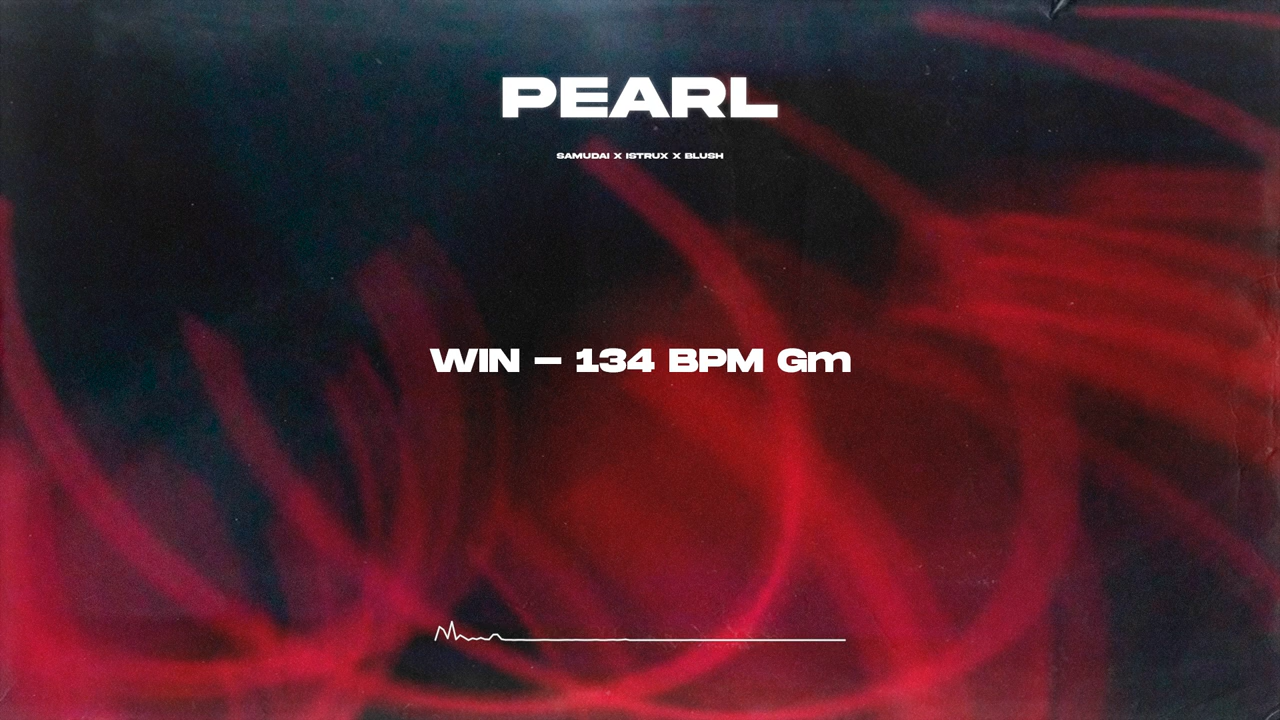 PEARL
SAMUDAI X ISTRUX X BLUSH
WIN – 134 BPM Gm